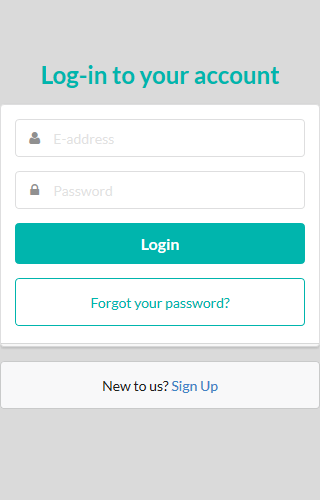 Log-in to your account
E-address
Password
Login
Forgot your password?
New to us? Sign Up